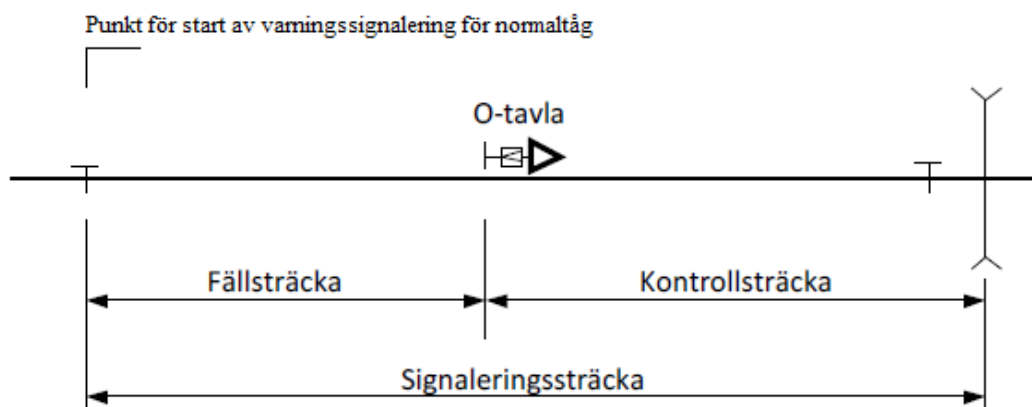 Punkt för start av varningssignalering för normaltåg
O-tavla
Fällsträcka
Kontrollsträcka
Signaleringssträcka